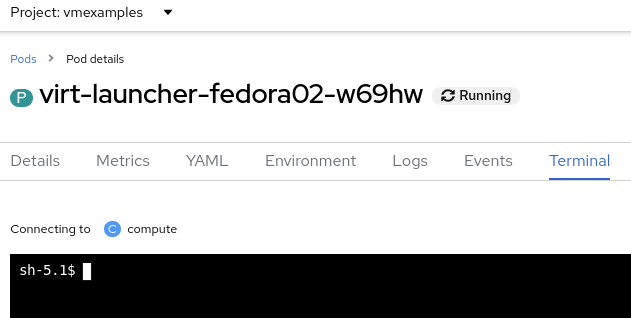 Project: vmexamples
Pods > Pod details
P virt-launcher-fedora02-w69hw Running
Details Metrics YAML Environment Logs Events Terminal
Connecting to C compute
sh-5.1$